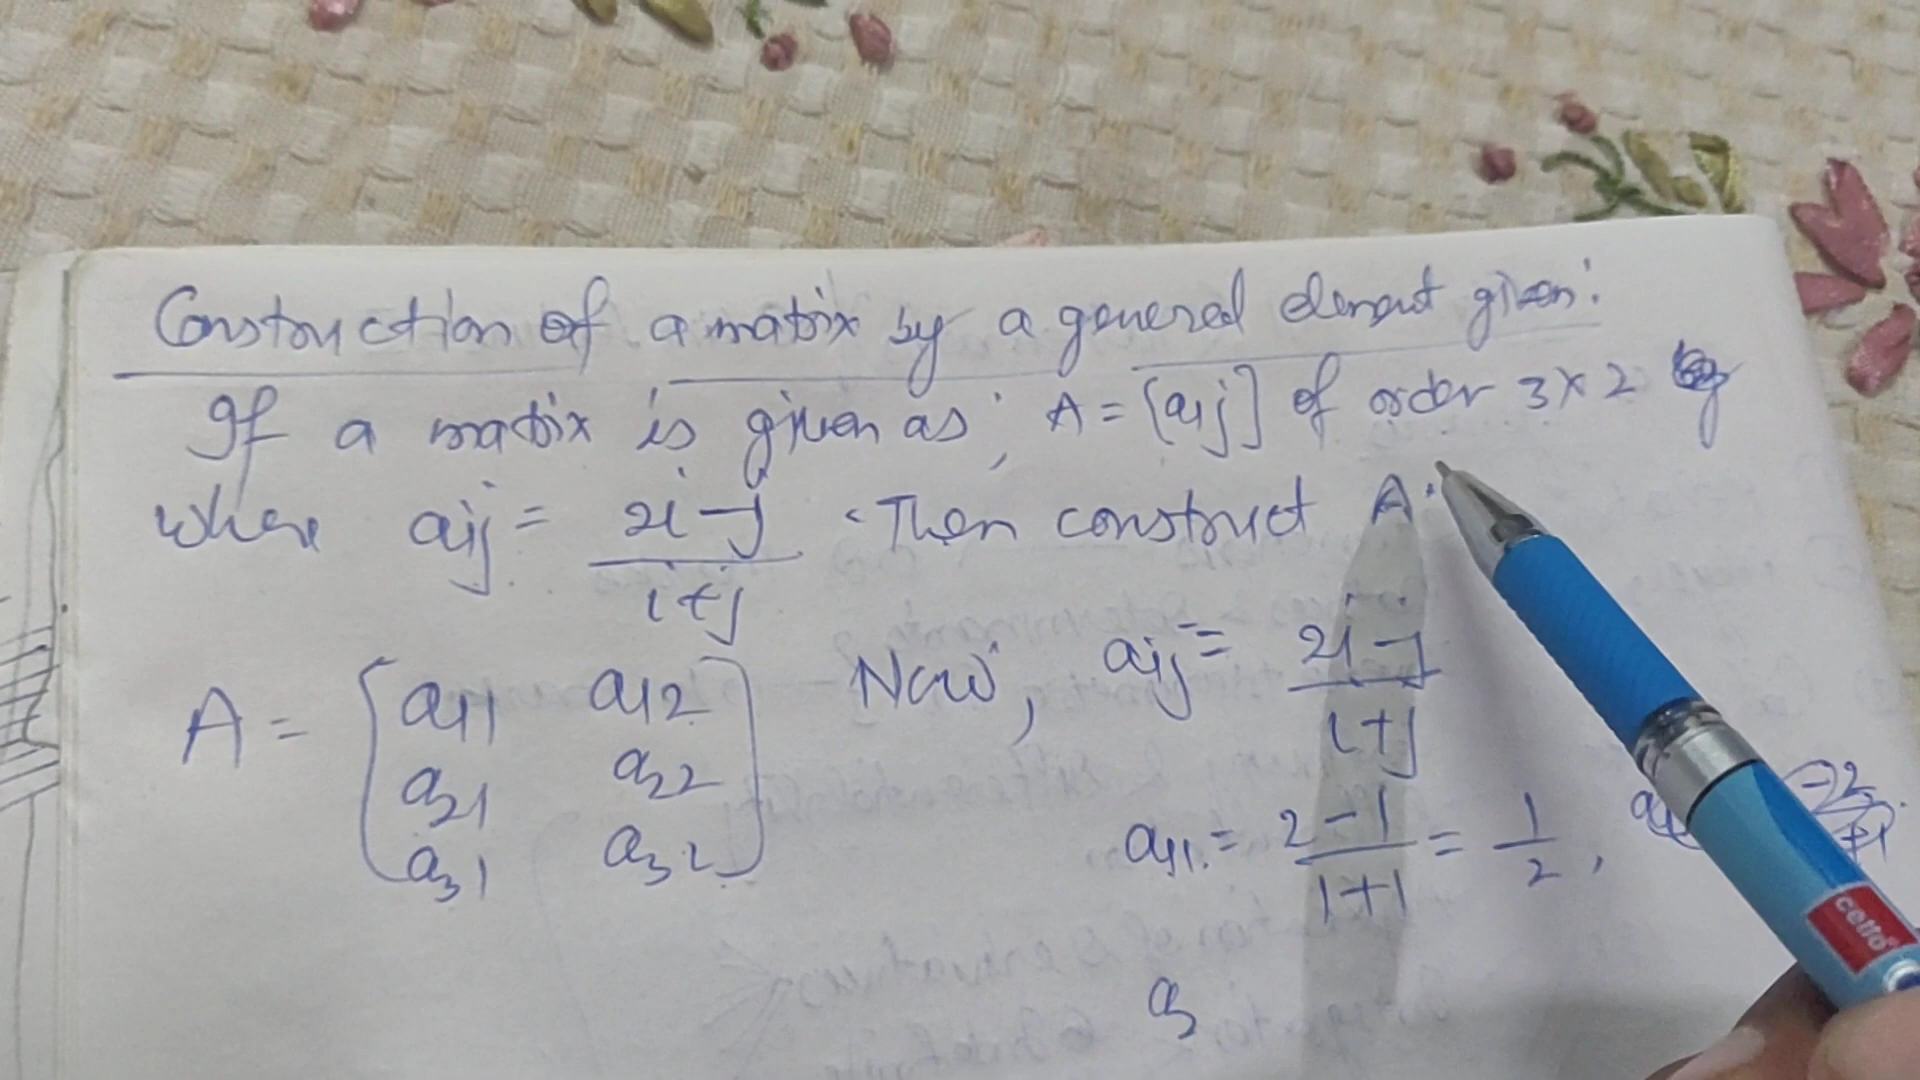 Construction of a matrix by a general element given:
If a matrix is given as, A = [aij] of order 3×2
where aij = 2i-j / i+j . Then construct A.
A = [a11 a12
a21 a22
a31 a32]
Now, aij = 2i-j / i+j
a11 = 2-1 / 1+1 = 1/2,
a
cello